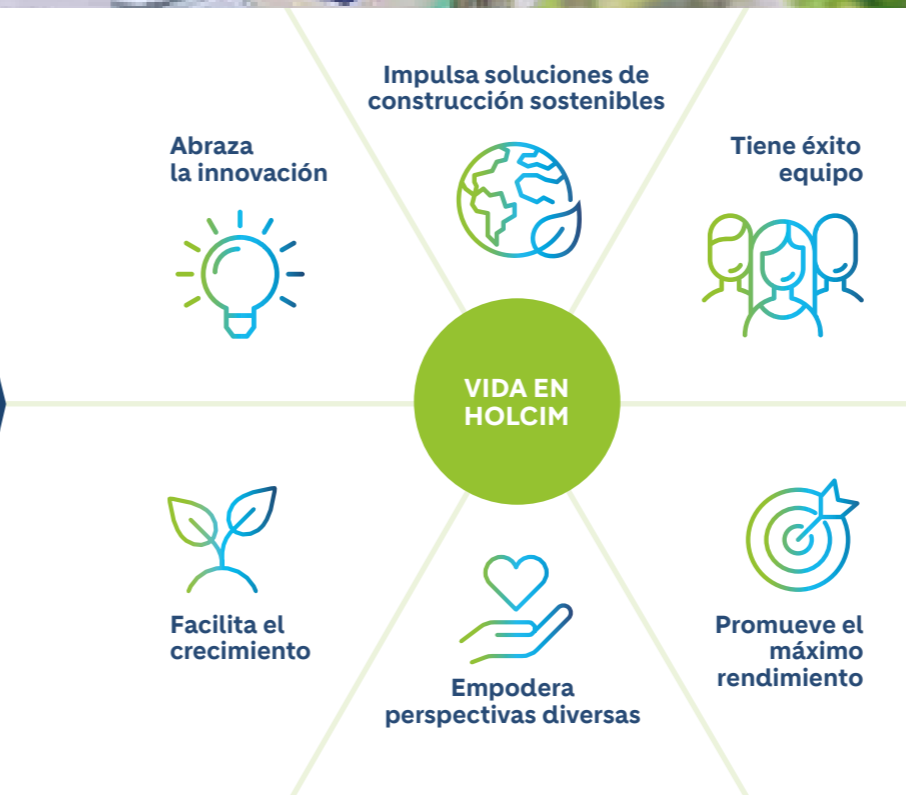 Impulsa soluciones de
construcción sostenibles
Abraza
la innovación
Tiene éxito
equipo
VIDA EN
HOLCIM
Facilita el
crecimiento
Empodera
perspectivas diversas
Promueve el
máximo
rendimiento